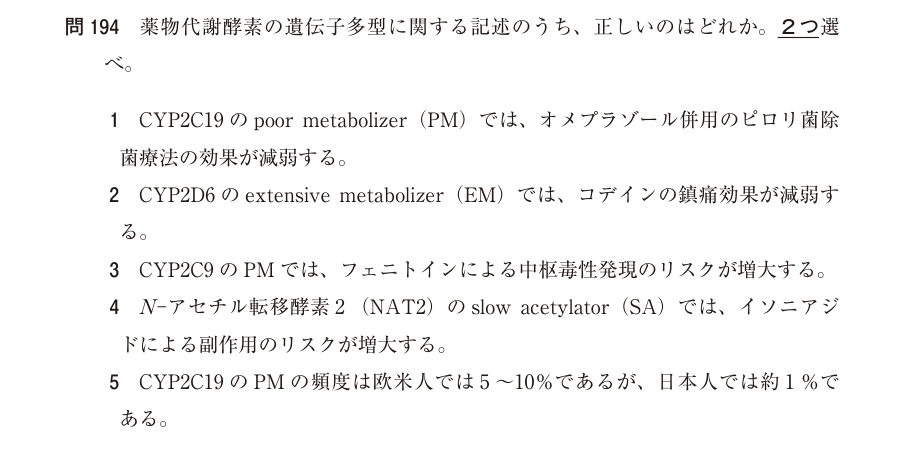 問 194 薬物代謝酵素の遺伝子多型に関する記述のうち、正しいのはどれか。２つ選
べ。
1 CYP2C19 の poor metabolizer（PM）では、オメプラゾール併用のピロリ菌除
菌療法の効果が減弱する。
2 CYP2D6 の extensive metabolizer（EM）では、コデインの鎮痛効果が減弱す
る。
3 CYP2C9 の PM では、フェニトインによる中枢毒性発現のリスクが増大する。
4 N-アセチル転移酵素２（NAT2）の slow acetylator（SA）では、イソニアジ
ドによる副作用のリスクが増大する。
5 CYP2C19 の PM の頻度は欧米人では５～10％であるが、日本人では約１％で
ある。